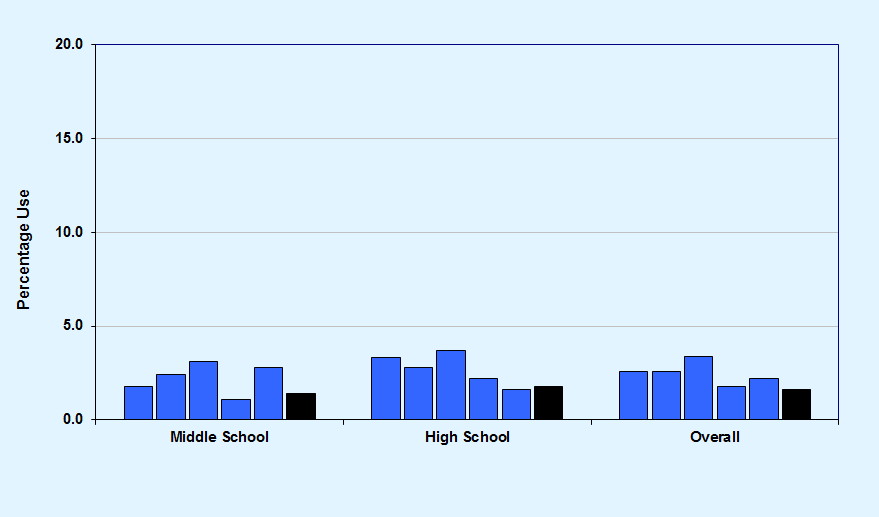 20.0
15.0
10.0
5.0
0.0
Percentage Use
Middle School
High School
Overall